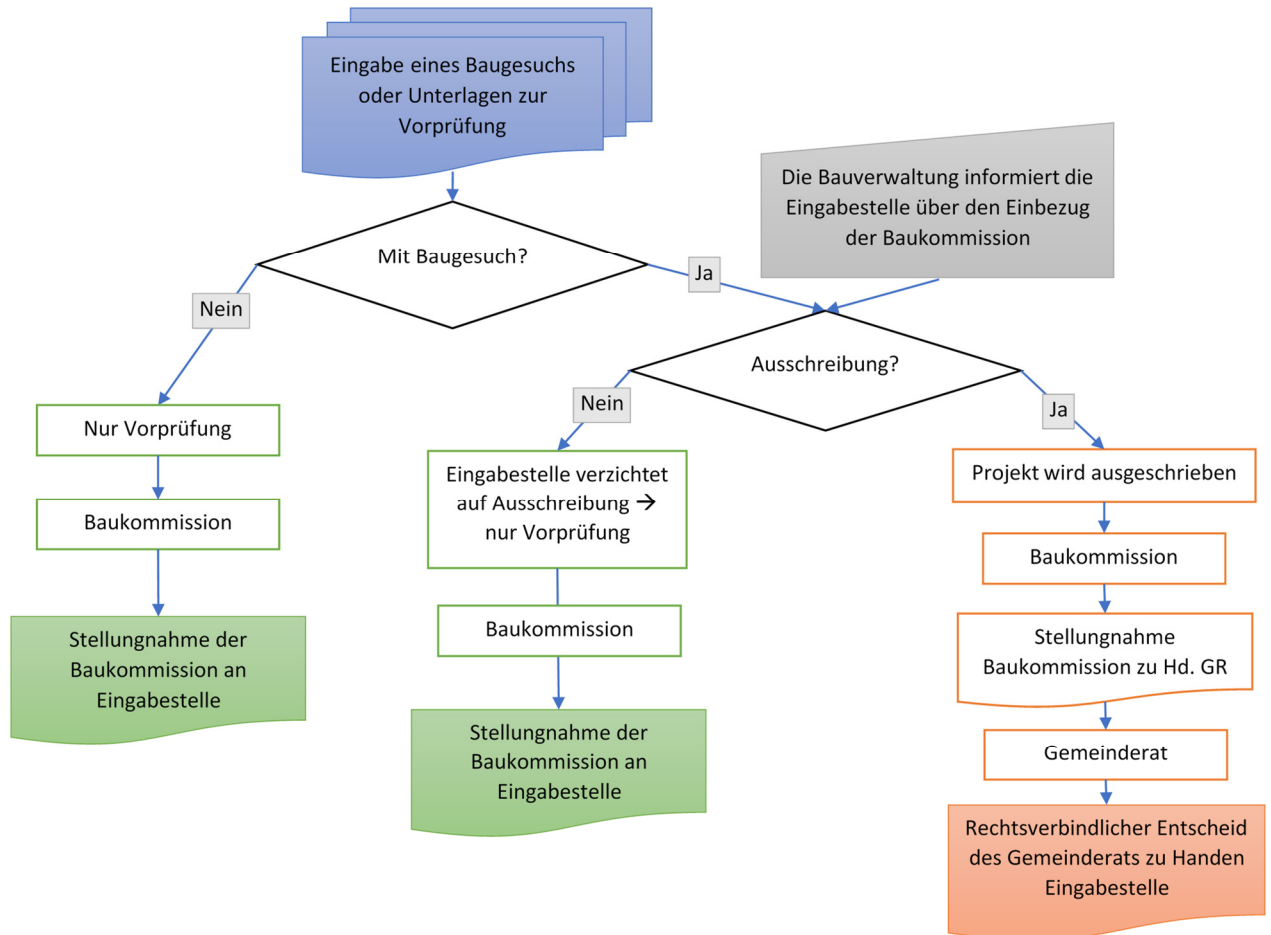 Eingabe eines Baugesuchs
oder Unterlagen zur
Vorprüfung
Die Bauverwaltung informiert die
Eingabestelle über den Einbezug
der Baukommission
Mit Baugesuch?
Ja
Nein
Ausschreibung?
Nein
Ja
Nur Vorprüfung
Baukommission
Stellungnahme der
Baukommission an
Eingabestelle
Eingabestelle verzichtet
auf Ausschreibung →
nur Vorprüfung
Baukommission
Stellungnahme der
Baukommission an
Eingabestelle
Projekt wird ausgeschrieben
Baukommission
Stellungnahme
Baukommission zu Hd. GR
Gemeinderat
Rechtsverbindlicher Entscheid
des Gemeinderats zu Handen
Eingabestelle